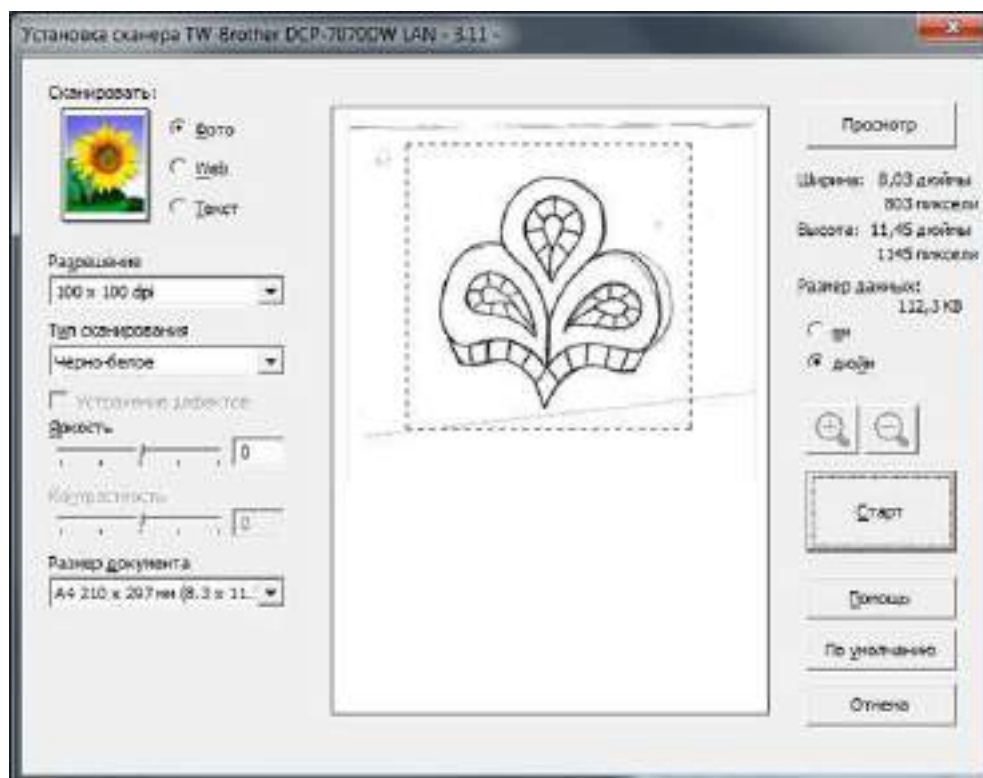 Установка сканера TW-Brother DCP-7070DW LAN - 3.11 -
Сканировать:
Фото
Web
Текст
Разрешение
100 x 100 dpi
Тип сканирования
Черно-белое
Устранение дефектов
Яркость
0
Контрастность
0
Размер документа
A4 210 x 297 мм (8.3 x 11.
Просмотр
Ширина: 8,03 дюймы
803 пиксели
Высота: 11,45 дюймы
1145 пиксели
Размер данных:
112,3 KB
дюйм
Старт
Помощь
По умолчанию
Отмена